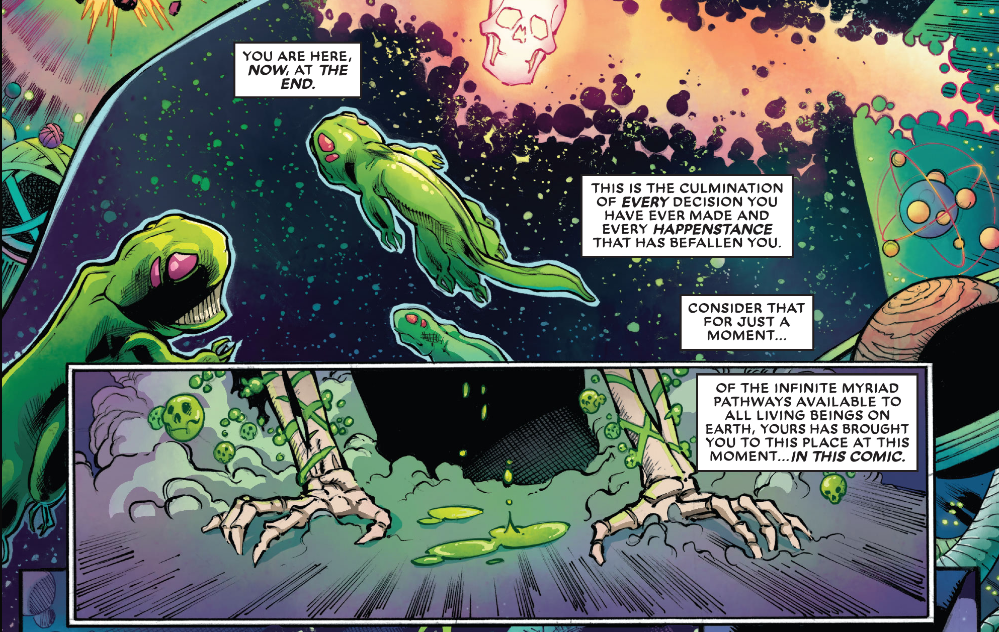 YOU ARE HERE,
NOW, AT THE
END.
THIS IS THE CULMINATION
OF EVERY DECISION YOU
HAVE EVER MADE AND
EVERY HAPPENSTANCE
THAT HAS BEFALLEN YOU.
CONSIDER THAT
FOR JUST A
MOMENT...
OF THE INFINITE MYRIAD
PATHWAYS AVAILABLE TO
ALL LIVING BEINGS ON
EARTH, YOURS HAS BROUGHT
YOU TO THIS PLACE AT THIS
MOMENT...IN THIS COMIC.